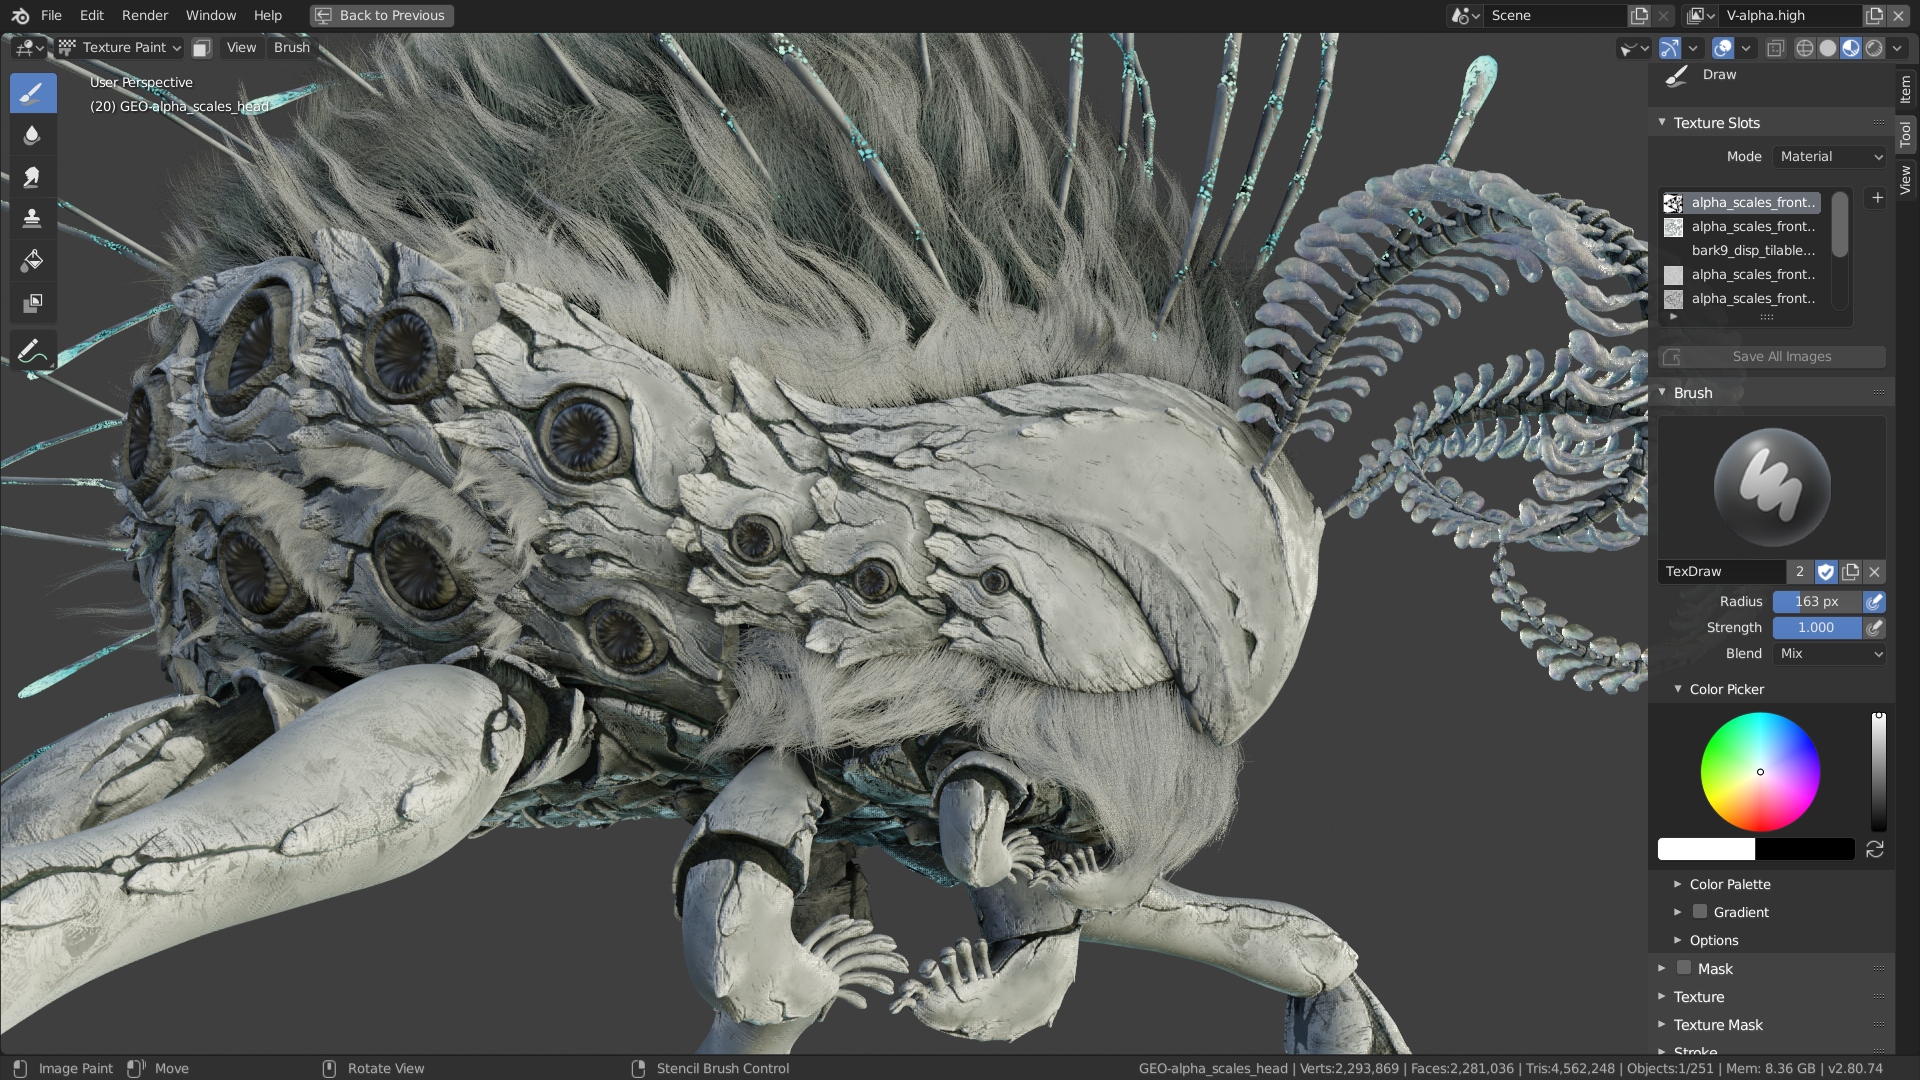 File Edit Render Window Help Back to Previous Scene V-alpha.high
Texture Paint View Brush
User Perspective
(20) GEO-alpha_scales_head
Draw
Texture Slots
Mode Material
alpha_scales_front..
alpha_scales_front..
bark9_disp_tilable...
alpha_scales_front..
alpha_scales_front..
Save All Images
Brush
TexDraw 2
Radius 163 px
Strength 1.000
Blend Mix
Color Picker
Color Palette
Gradient
Options
Mask
Texture
Texture Mask
Stroke
Item
Tool
View
Image Paint Move Rotate View Stencil Brush Control GEO-alpha_scales_head | Verts:2,293,869 | Faces:2,281,036 | Tris:4,562,248 | Objects:1/251 | Mem: 8.36 GB | v2.80.74